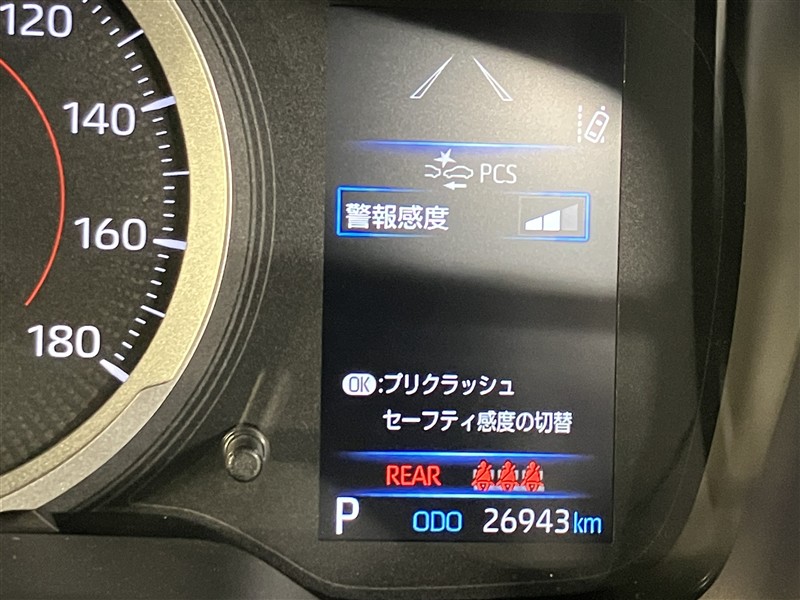 120
140
160
180
PCS
警報感度
OK:プリクラッシュ
セーフティ感度の切替
REAR
P ODO 26943km